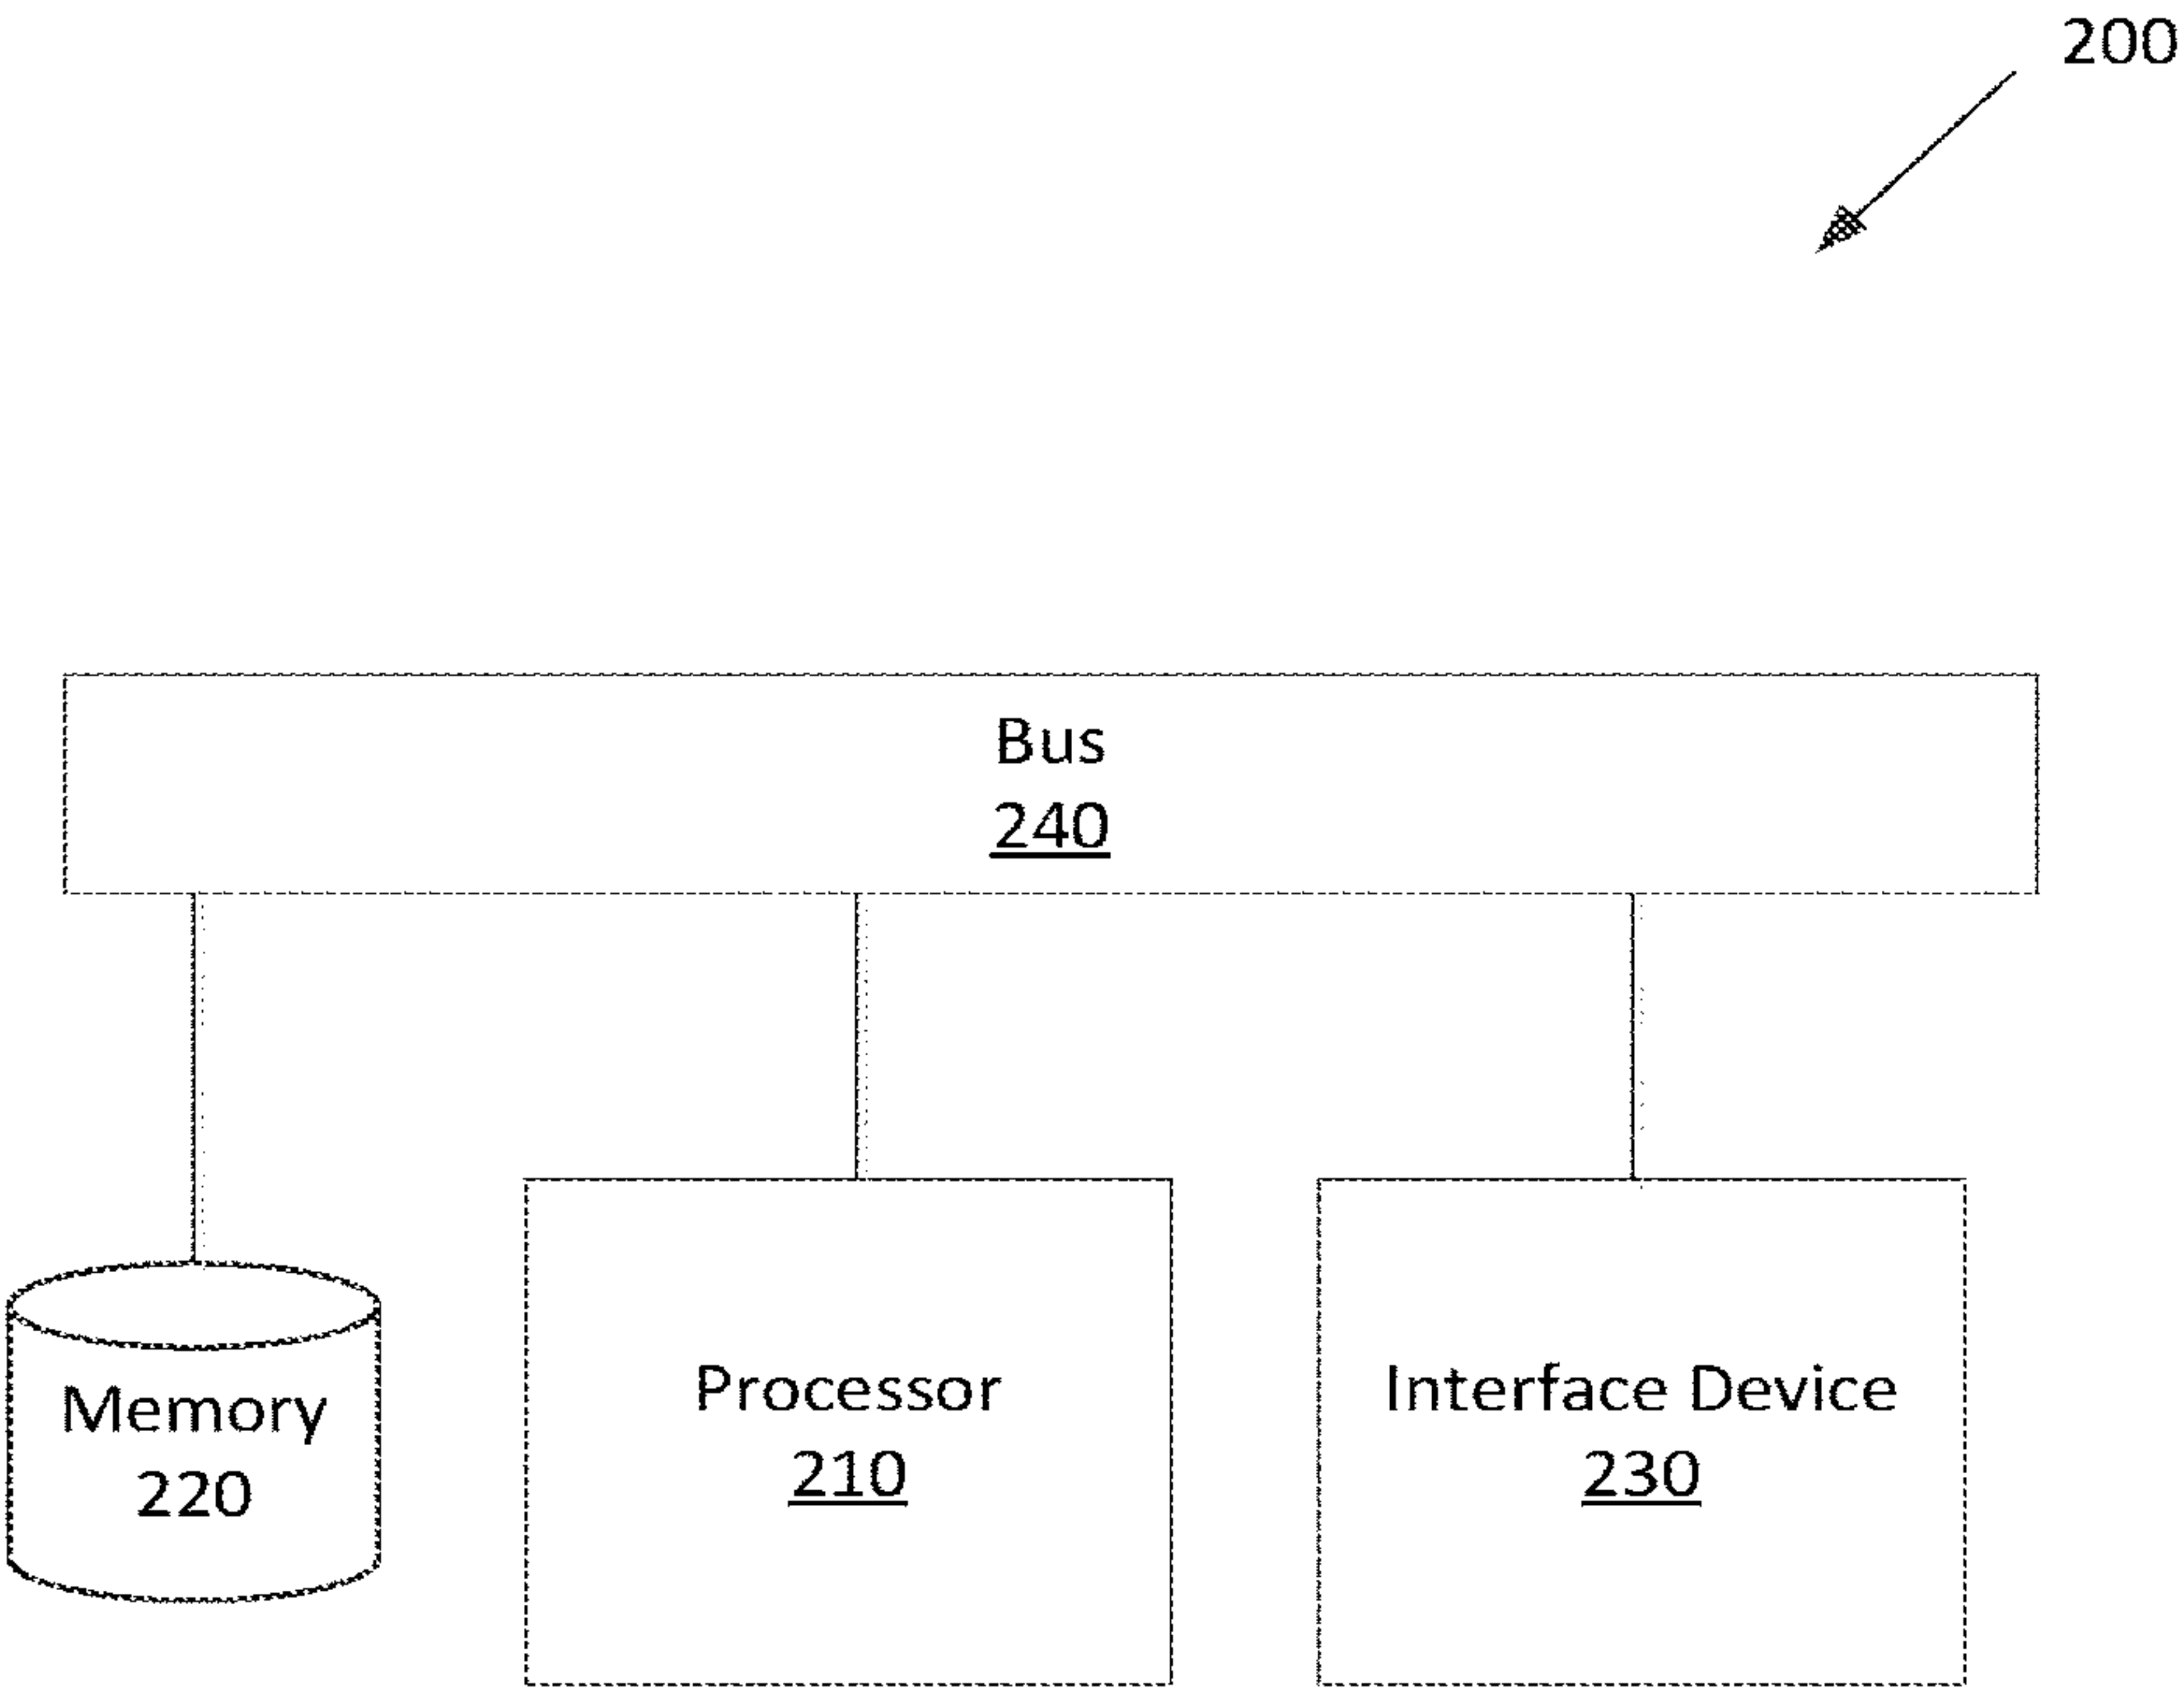 200
Bus
240
Memory
220
Processor
210
Interface Device
230